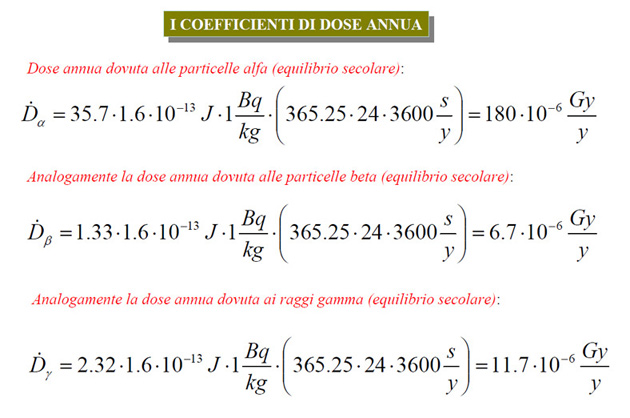 I COEFFICIENTI DI DOSE ANNUA
Dose annua dovuta alle particelle alfa (equilibrio secolare):
Ḋα = 35.7·1.6·10⁻¹³ J·1 Bq/kg·(365.25·24·3600 s/y) = 180·10⁻⁶ Gy/y
Analogamente la dose annua dovuta alle particelle beta (equilibrio secolare):
Ḋβ = 1.33·1.6·10⁻¹³ J·1 Bq/kg·(365.25·24·3600 s/y) = 6.7·10⁻⁶ Gy/y
Analogamente la dose annua dovuta ai raggi gamma (equilibrio secolare):
Ḋγ = 2.32·1.6·10⁻¹³ J·1 Bq/kg·(365.25·24·3600 s/y) = 11.7·10⁻⁶ Gy/y